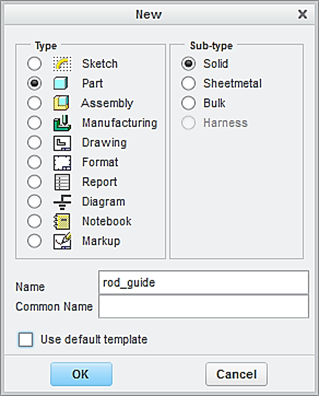 New
Type
Sketch
Part
Assembly
Manufacturing
Drawing
Format
Report
Diagram
Notebook
Markup
Sub-type
Solid
Sheetmetal
Bulk
Harness
Name rod_guide
Common Name
Use default template
OK Cancel